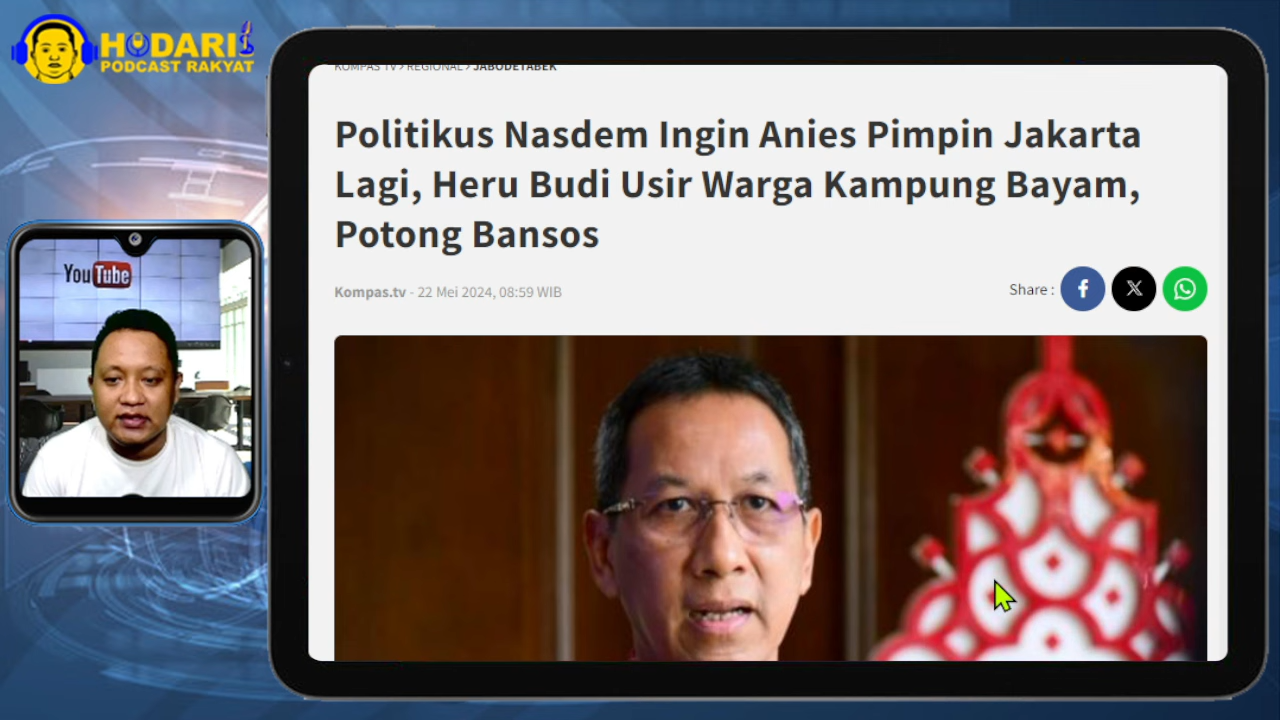 HUDARI
PODCAST RAKYAT
KOMPAS TV › REGIONAL › JABODETABEK
Politikus Nasdem Ingin Anies Pimpin Jakarta
Lagi, Heru Budi Usir Warga Kampung Bayam,
Potong Bansos
Kompas.tv - 22 Mei 2024, 08:59 WIB
Share :
YouTube